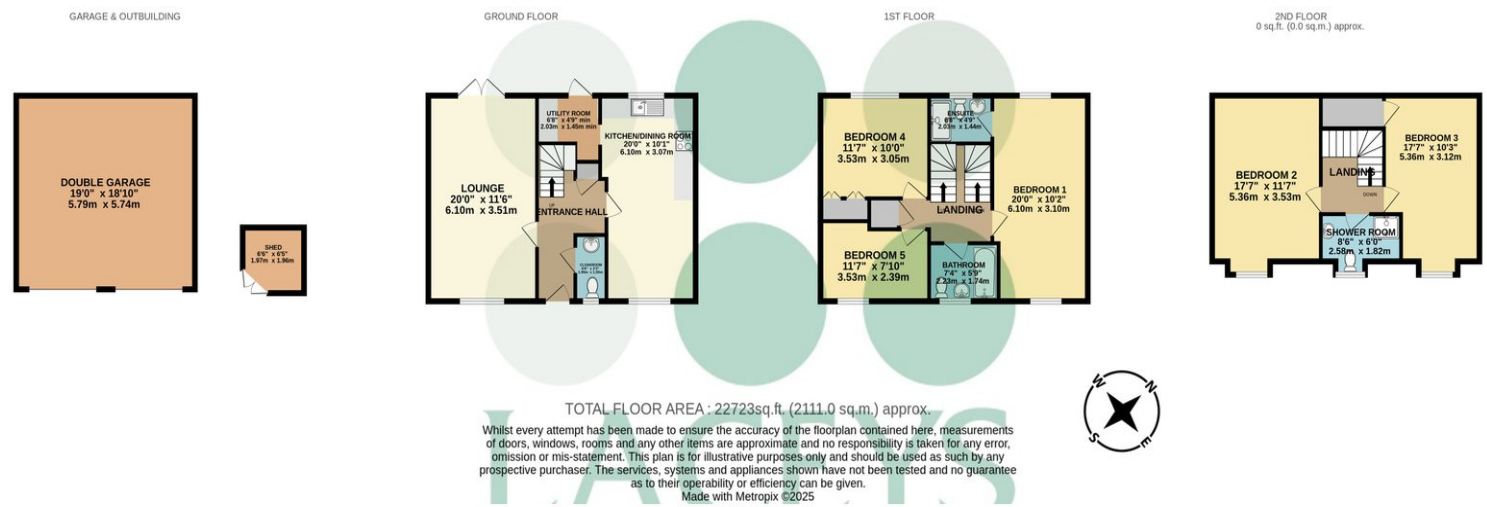 GARAGE & OUTBUILDING
DOUBLE GARAGE
19'0" x 18'10"
5.79m x 5.74m
SHED
6'6" x 6'5"
1.97m x 1.96m
GROUND FLOOR
LOUNGE
20'0" x 11'6"
6.10m x 3.51m
UTILITY ROOM
6'8" x 4'9" min
2.03m x 1.45m min
KITCHEN/DINING ROOM
20'0" x 10'1"
6.10m x 3.07m
UP
ENTRANCE HALL
CLOAKROOM
1ST FLOOR
BEDROOM 4
11'7" x 10'0"
3.53m x 3.05m
ENSUITE
6'8" x 4'9"
2.03m x 1.44m
BEDROOM 1
20'0" x 10'2"
6.10m x 3.10m
LANDING
BEDROOM 5
11'7" x 7'10"
3.53m x 2.39m
BATHROOM
7'4" x 5'9"
2.23m x 1.74m
2ND FLOOR
0 sq.ft. (0.0 sq.m.) approx.
BEDROOM 2
17'7" x 11'7"
5.36m x 3.53m
BEDROOM 3
17'7" x 10'3"
5.36m x 3.12m
LANDING
DOWN
SHOWER ROOM
8'6" x 6'0"
2.58m x 1.82m
W
N
S
E
LACEYS
TOTAL FLOOR AREA : 22723sq.ft. (2111.0 sq.m.) approx.
Whilst every attempt has been made to ensure the accuracy of the floorplan contained here, measurements
of doors, windows, rooms and any other items are approximate and no responsibility is taken for any error,
omission or mis-statement. This plan is for illustrative purposes only and should be used as such by any
prospective purchaser. The services, systems and appliances shown have not been tested and no guarantee
as to their operability or efficiency can be given.
Made with Metropix ©2025